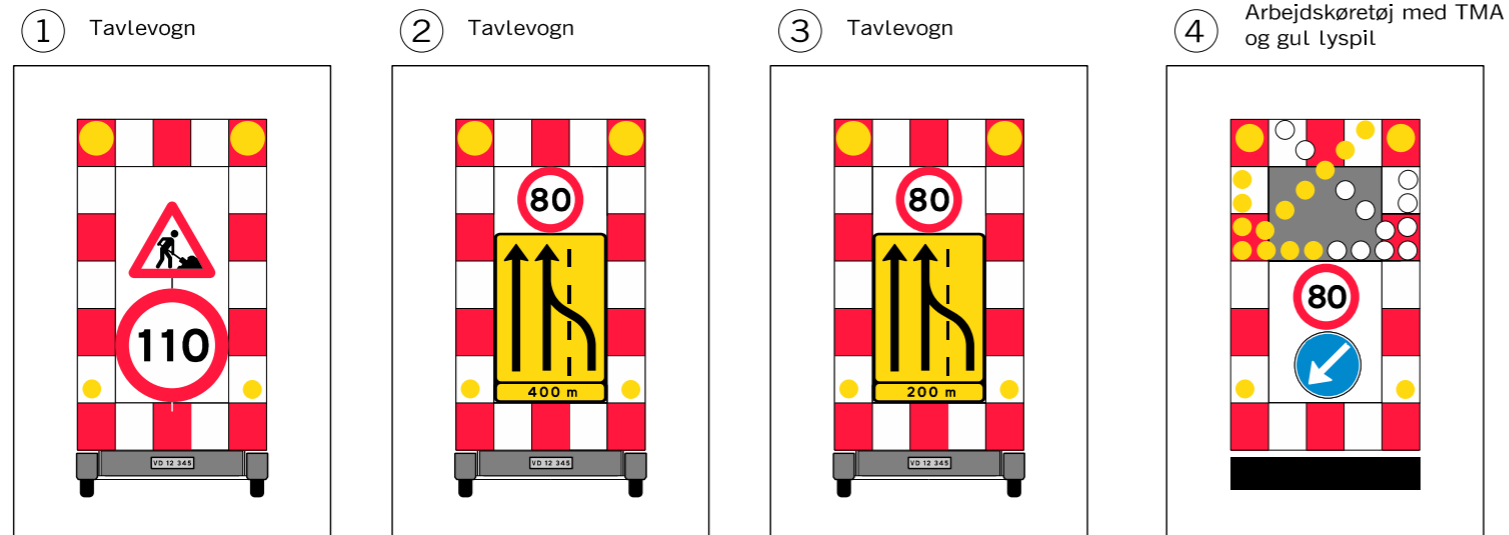 1 Tavlevogn
2 Tavlevogn
3 Tavlevogn
4 Arbejdskøretøj med TMA
og gul lyspil
110
VD 12 345
80
400 m
VD 12 345
80
200 m
VD 12 345
80